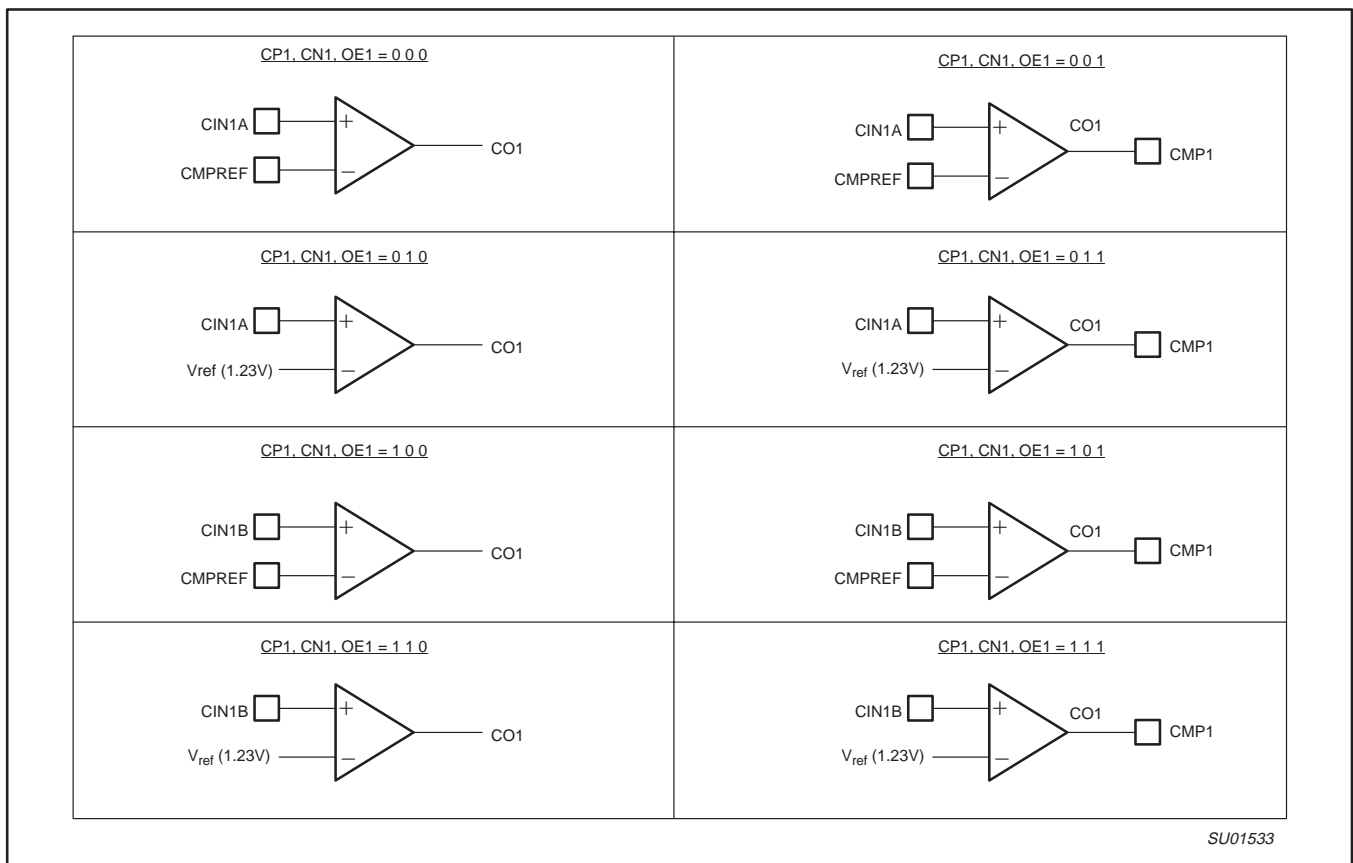 CP1, CN1, OE1 = 0 0 0
CIN1A
+
CO1
CMPREF
–
CP1, CN1, OE1 = 0 0 1
CIN1A
+
CO1
CMP1
CMPREF
–
CP1, CN1, OE1 = 0 1 0
CIN1A
+
CO1
Vref (1.23V)
–
CP1, CN1, OE1 = 0 1 1
CIN1A
+
CO1
CMP1
Vref (1.23V)
–
CP1, CN1, OE1 = 1 0 0
CIN1B
+
CO1
CMPREF
–
CP1, CN1, OE1 = 1 0 1
CIN1B
+
CO1
CMP1
CMPREF
–
CP1, CN1, OE1 = 1 1 0
CIN1B
+
CO1
Vref (1.23V)
–
CP1, CN1, OE1 = 1 1 1
CIN1B
+
CO1
CMP1
Vref (1.23V)
–
SU01533